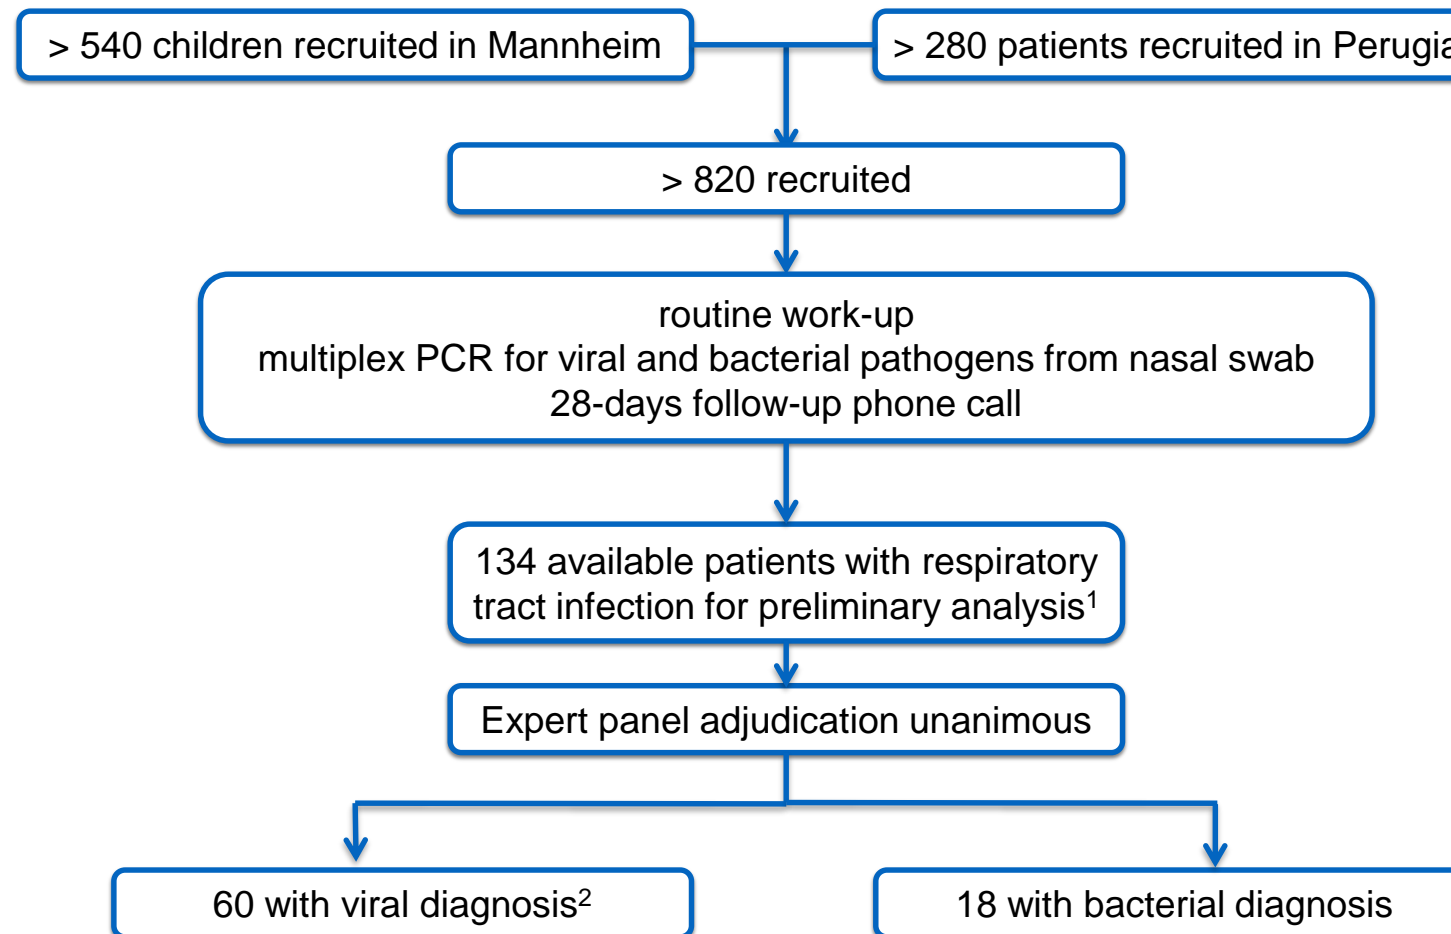 > 540 children recruited in Mannheim
> 280 patients recruited in Perugia
> 820 recruited
routine work-up
multiplex PCR for viral and bacterial pathogens from nasal swab
28-days follow-up phone call
134 available patients with respiratory
tract infection for preliminary analysis¹
Expert panel adjudication unanimous
60 with viral diagnosis²
18 with bacterial diagnosis